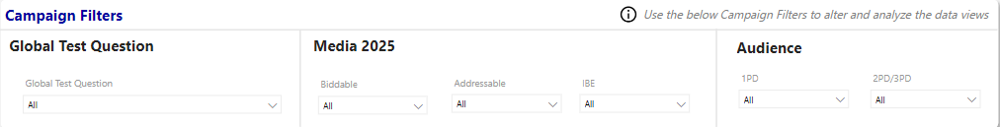 Campaign Filters
Use the below Campaign Filters to alter and analyze the data views
Global Test Question
Media 2025
Audience
Global Test Question
Biddable
Addressable
IBE
1PD
2PD/3PD
All
All
All
All
All
All